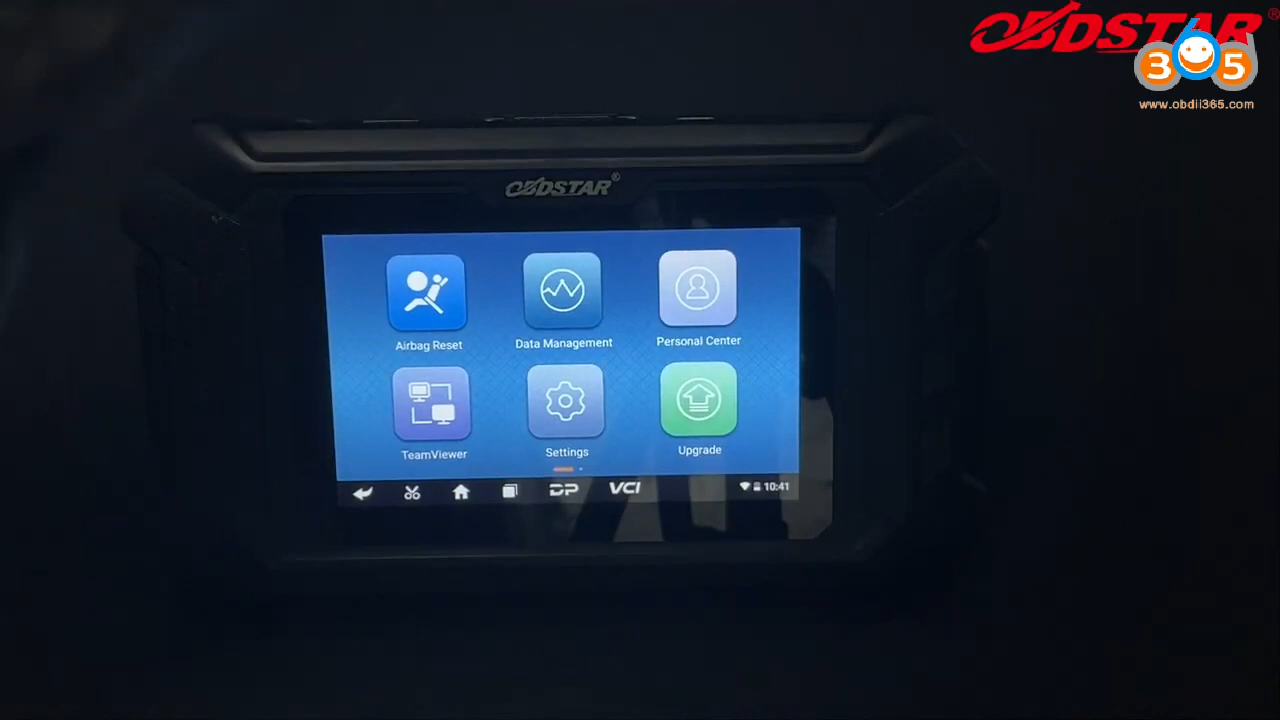 OBDSTAR®
365
www.obdii365.com
OBDSTAR®
Airbag Reset
Data Management
Personal Center
TeamViewer
Settings
Upgrade
DP
VCI
10:41